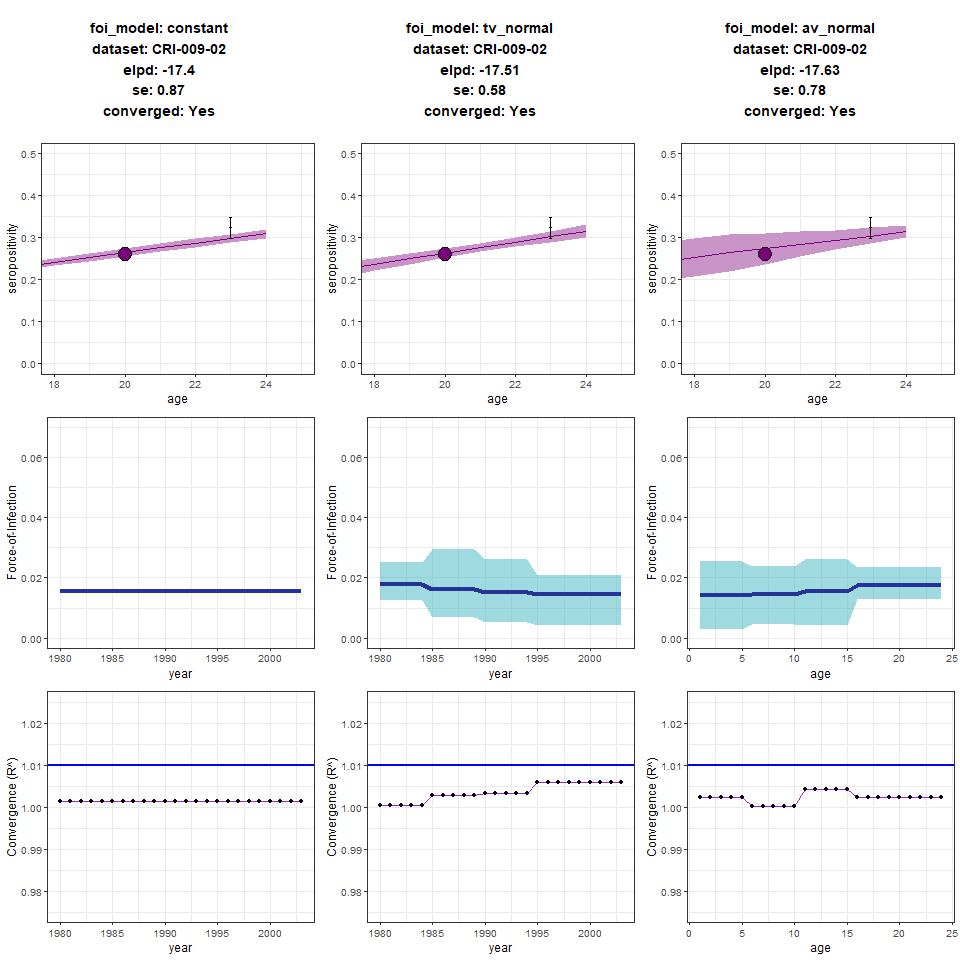 foi_model: constant
dataset: CRI-009-02
elpd: -17.4
se: 0.87
converged: Yes
foi_model: tv_normal
dataset: CRI-009-02
elpd: -17.51
se: 0.58
converged: Yes
foi_model: av_normal
dataset: CRI-009-02
elpd: -17.63
se: 0.78
converged: Yes
seropositivity
0.5
0.4
0.3
0.2
0.1
0.0
18 20 22 24
age
seropositivity
0.5
0.4
0.3
0.2
0.1
0.0
18 20 22 24
age
seropositivity
0.5
0.4
0.3
0.2
0.1
0.0
18 20 22 24
age
Force-of-Infection
0.06
0.04
0.02
0.00
1980 1985 1990 1995 2000
year
Force-of-Infection
0.06
0.04
0.02
0.00
1980 1985 1990 1995 2000
year
Force-of-Infection
0.06
0.04
0.02
0.00
0 5 10 15 20 25
age
Convergence (R^)
1.02
1.01
1.00
0.99
0.98
1980 1985 1990 1995 2000
year
Convergence (R^)
1.02
1.01
1.00
0.99
0.98
1980 1985 1990 1995 2000
year
Convergence (R^)
1.02
1.01
1.00
0.99
0.98
0 5 10 15 20 25
age